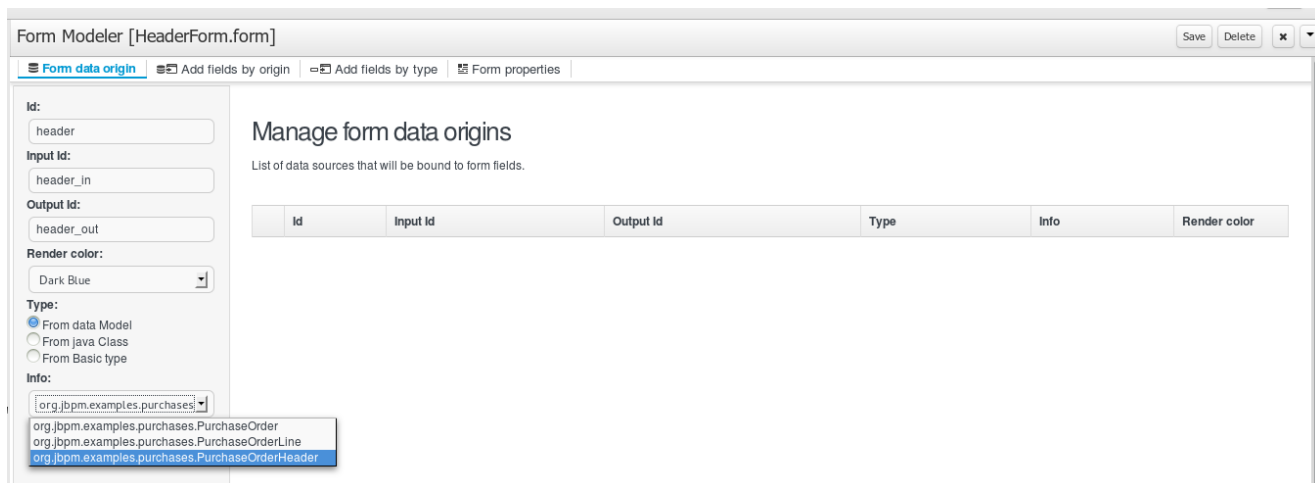 Form Modeler [HeaderForm.form]
Save Delete
Form data origin Add fields by origin Add fields by type Form properties
Id:
header
Input Id:
header_in
Output Id:
header_out
Render color:
Dark Blue
Type:
From data Model
From java Class
From Basic type
Info:
org.jbpm.examples.purchases
org.jbpm.examples.purchases.PurchaseOrder
org.jbpm.examples.purchases.PurchaseOrderLine
org.jbpm.examples.purchases.PurchaseOrderHeader
Manage form data origins
List of data sources that will be bound to form fields.
Id Input Id Output Id Type Info Render color